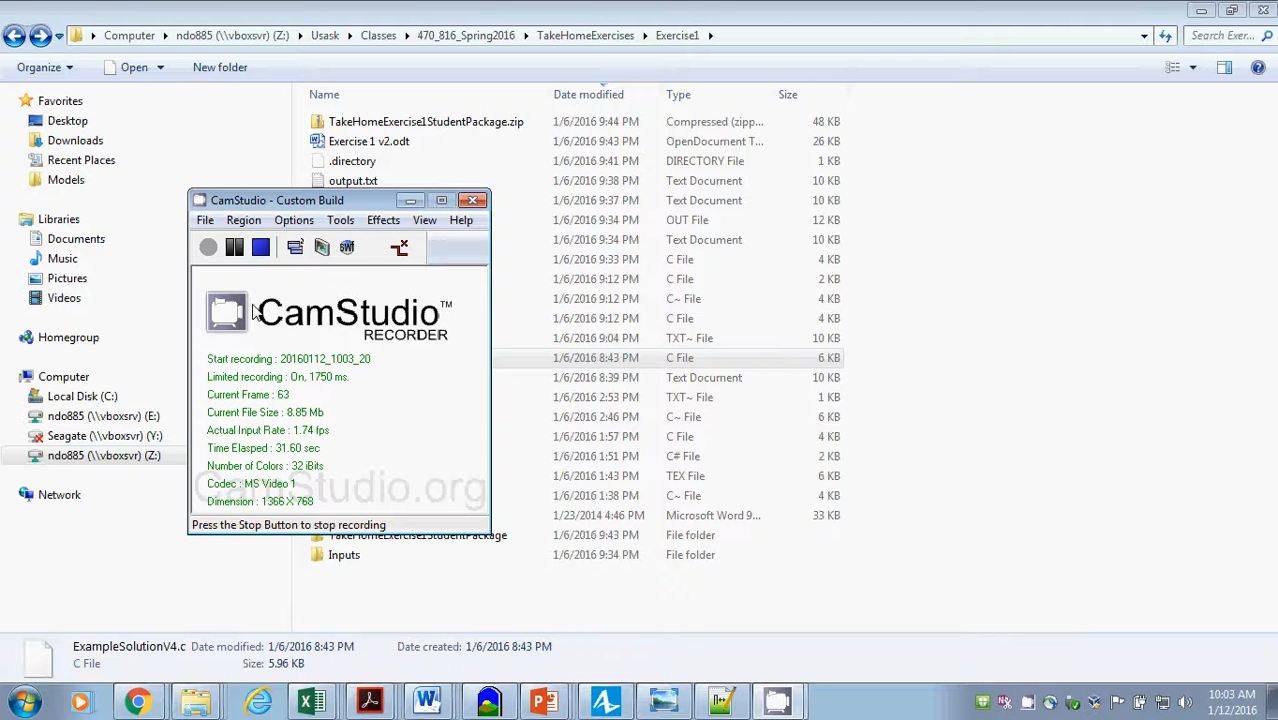 Computer ▸ ndo885 (\\vboxsvr) (Z:) ▸ Usask ▸ Classes ▸ 470_816_Spring2016 ▸ TakeHomeExercises ▸ Exercise1 ▸
Search Exer...
Organize Open New folder
Favorites
Desktop
Downloads
Recent Places
Models
Libraries
Documents
Music
Pictures
Videos
Homegroup
Computer
Local Disk (C:)
ndo885 (\\vboxsrv) (E:)
Seagate (\\vboxsvr) (Y:)
ndo885 (\\vboxsvr) (Z:)
Network
Name Date modified Type Size
TakeHomeExercise1StudentPackage.zip 1/6/2016 9:44 PM Compressed (zipp... 48 KB
Exercise 1 v2.odt 1/6/2016 9:43 PM OpenDocument T... 26 KB
.directory 1/6/2016 9:41 PM DIRECTORY File 1 KB
output.txt 1/6/2016 9:38 PM Text Document 10 KB
1/6/2016 9:37 PM Text Document 10 KB
1/6/2016 9:34 PM OUT File 12 KB
1/6/2016 9:34 PM Text Document 10 KB
1/6/2016 9:33 PM C File 4 KB
1/6/2016 9:12 PM C File 2 KB
1/6/2016 9:12 PM C~ File 4 KB
1/6/2016 9:12 PM C File 4 KB
1/6/2016 9:04 PM TXT~ File 10 KB
1/6/2016 8:43 PM C File 6 KB
1/6/2016 8:39 PM Text Document 10 KB
1/6/2016 2:53 PM TXT~ File 1 KB
1/6/2016 2:46 PM C~ File 6 KB
1/6/2016 1:57 PM C File 4 KB
1/6/2016 1:51 PM C# File 2 KB
1/6/2016 1:43 PM TEX File 4 KB
1/6/2016 1:38 PM C~ File 4 KB
1/23/2014 4:46 PM Microsoft Word 9... 33 KB
TakeHomeExercise1StudentPackage 1/6/2016 9:43 PM File folder
Inputs 1/6/2016 9:34 PM File folder
CamStudio - Custom Build
File Region Options Tools Effects View Help
SWF
CamStudio™
RECORDER
Start recording : 20160112_1003_20
Limited recording : On, 1750 ms.
Current Frame : 63
Current File Size : 8.85 Mb
Actual Input Rate : 1.74 fps
Time Elasped : 31.60 sec
Number of Colors : 32 iBits
Codec : MS Video 1
Dimension : 1366 X 768
CamStudio.org
Press the Stop Button to stop recording
ExampleSolutionV4.c Date modified: 1/6/2016 8:43 PM Date created: 1/6/2016 8:43 PM
C File Size: 5.96 KB
10:03 AM
1/12/2016